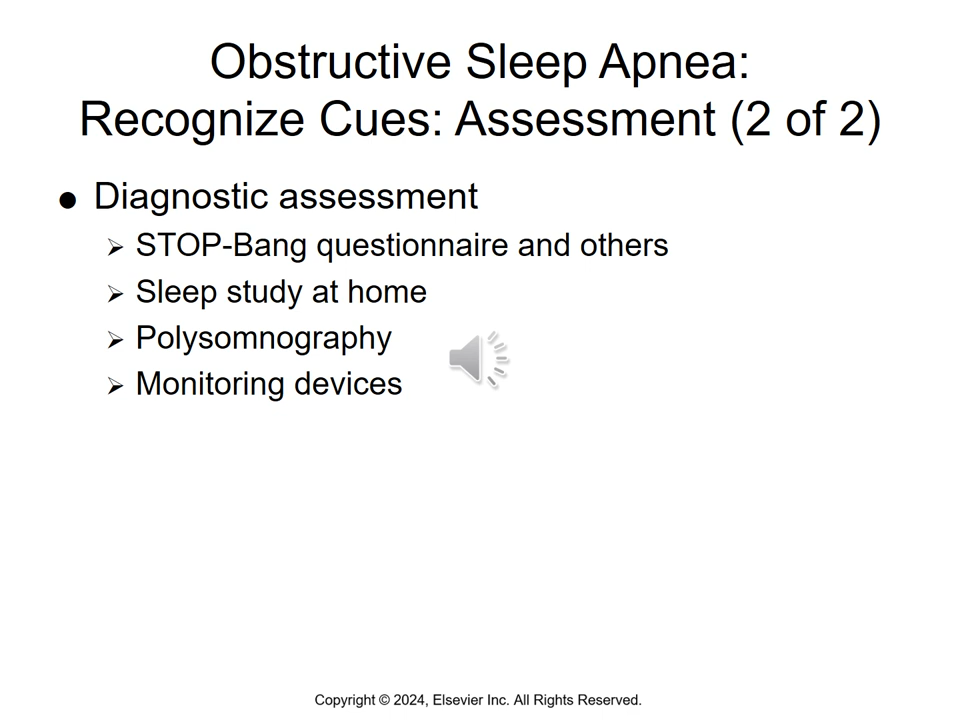 Obstructive Sleep Apnea:
Recognize Cues: Assessment (2 of 2)
● Diagnostic assessment
➢ STOP-Bang questionnaire and others
➢ Sleep study at home
➢ Polysomnography
➢ Monitoring devices
Copyright © 2024, Elsevier Inc. All Rights Reserved.